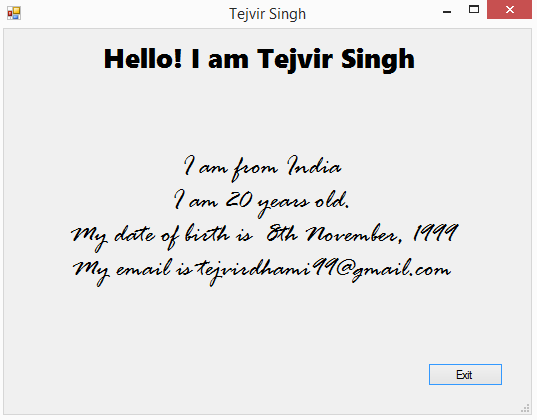 Tejvir Singh
Hello! I am Tejvir Singh
I am from India
I am 20 years old.
My date of birth is 8th November, 1999
My email is tejvirdhami99@gmail.com
Exit